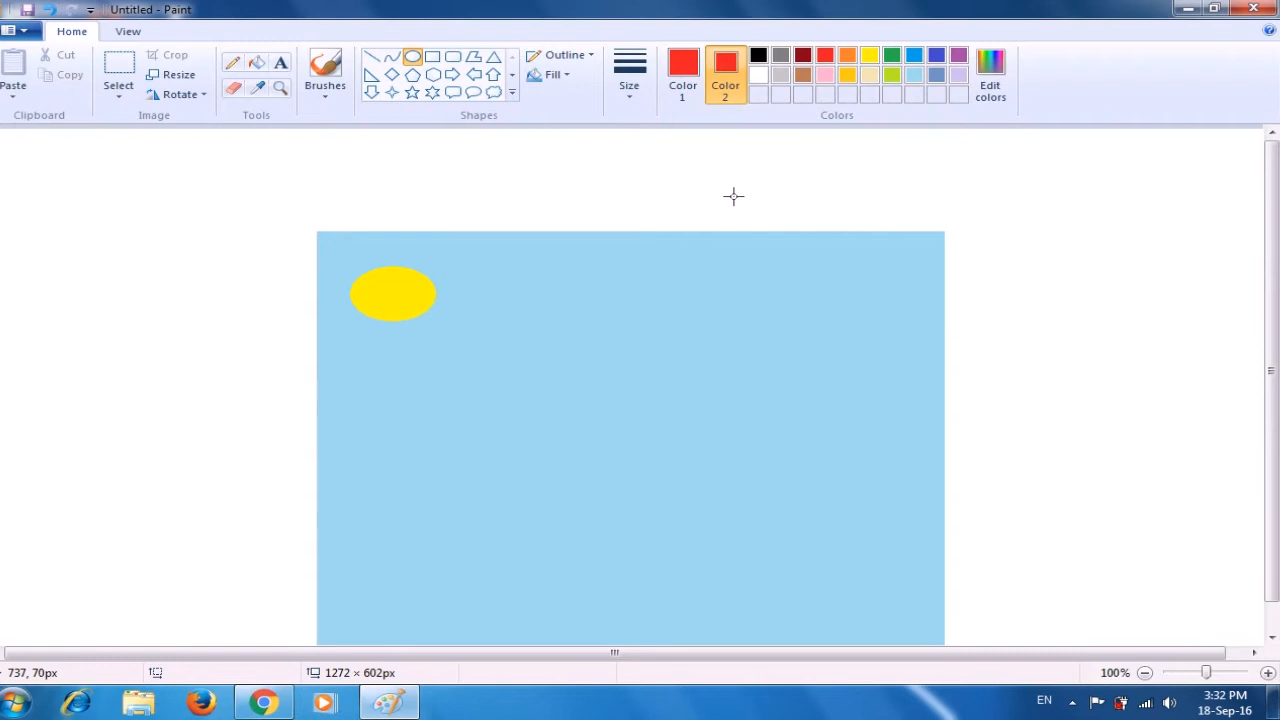 Untitled - Paint
Home
View
Paste
Cut
Copy
Clipboard
Select
Crop
Resize
Rotate
Image
Tools
Brushes
Shapes
Outline
Fill
Size
Color
1
Color
2
Edit
colors
Colors
737, 70px
1272 × 602px
100%
EN
3:32 PM
18-Sep-16